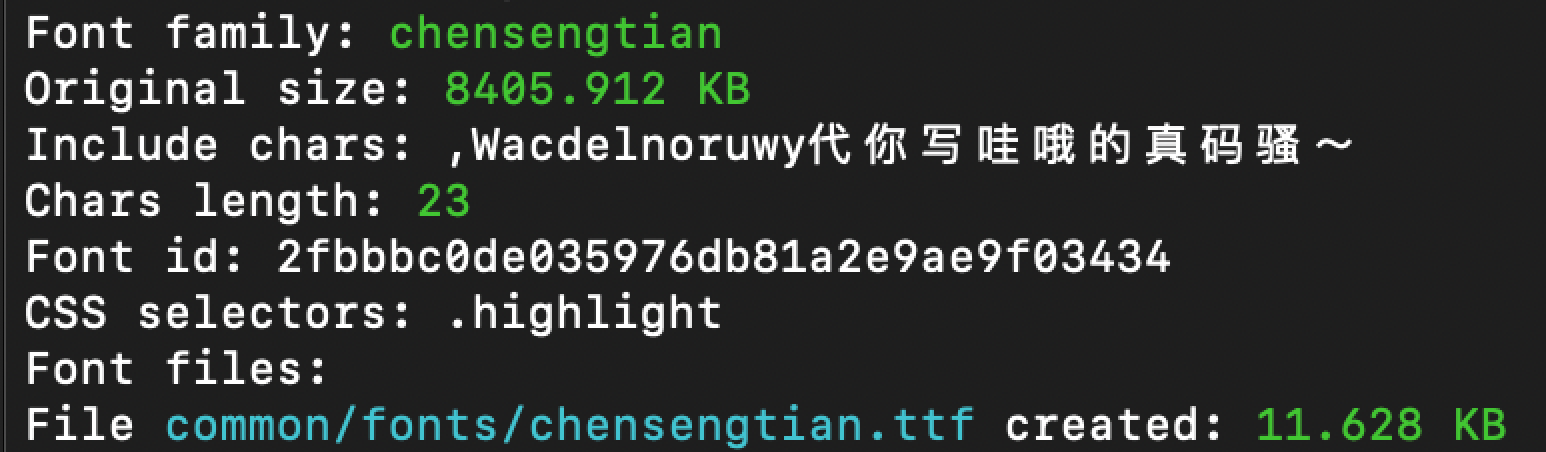 Font family: chensengtian
Original size: 8405.912 KB
Include chars: ,Wacdelnoruwy代你写哇哦的真码骚～
Chars length: 23
Font id: 2fbbbc0de035976db81a2e9ae9f03434
CSS selectors: .highlight
Font files:
File common/fonts/chensengtian.ttf created: 11.628 KB